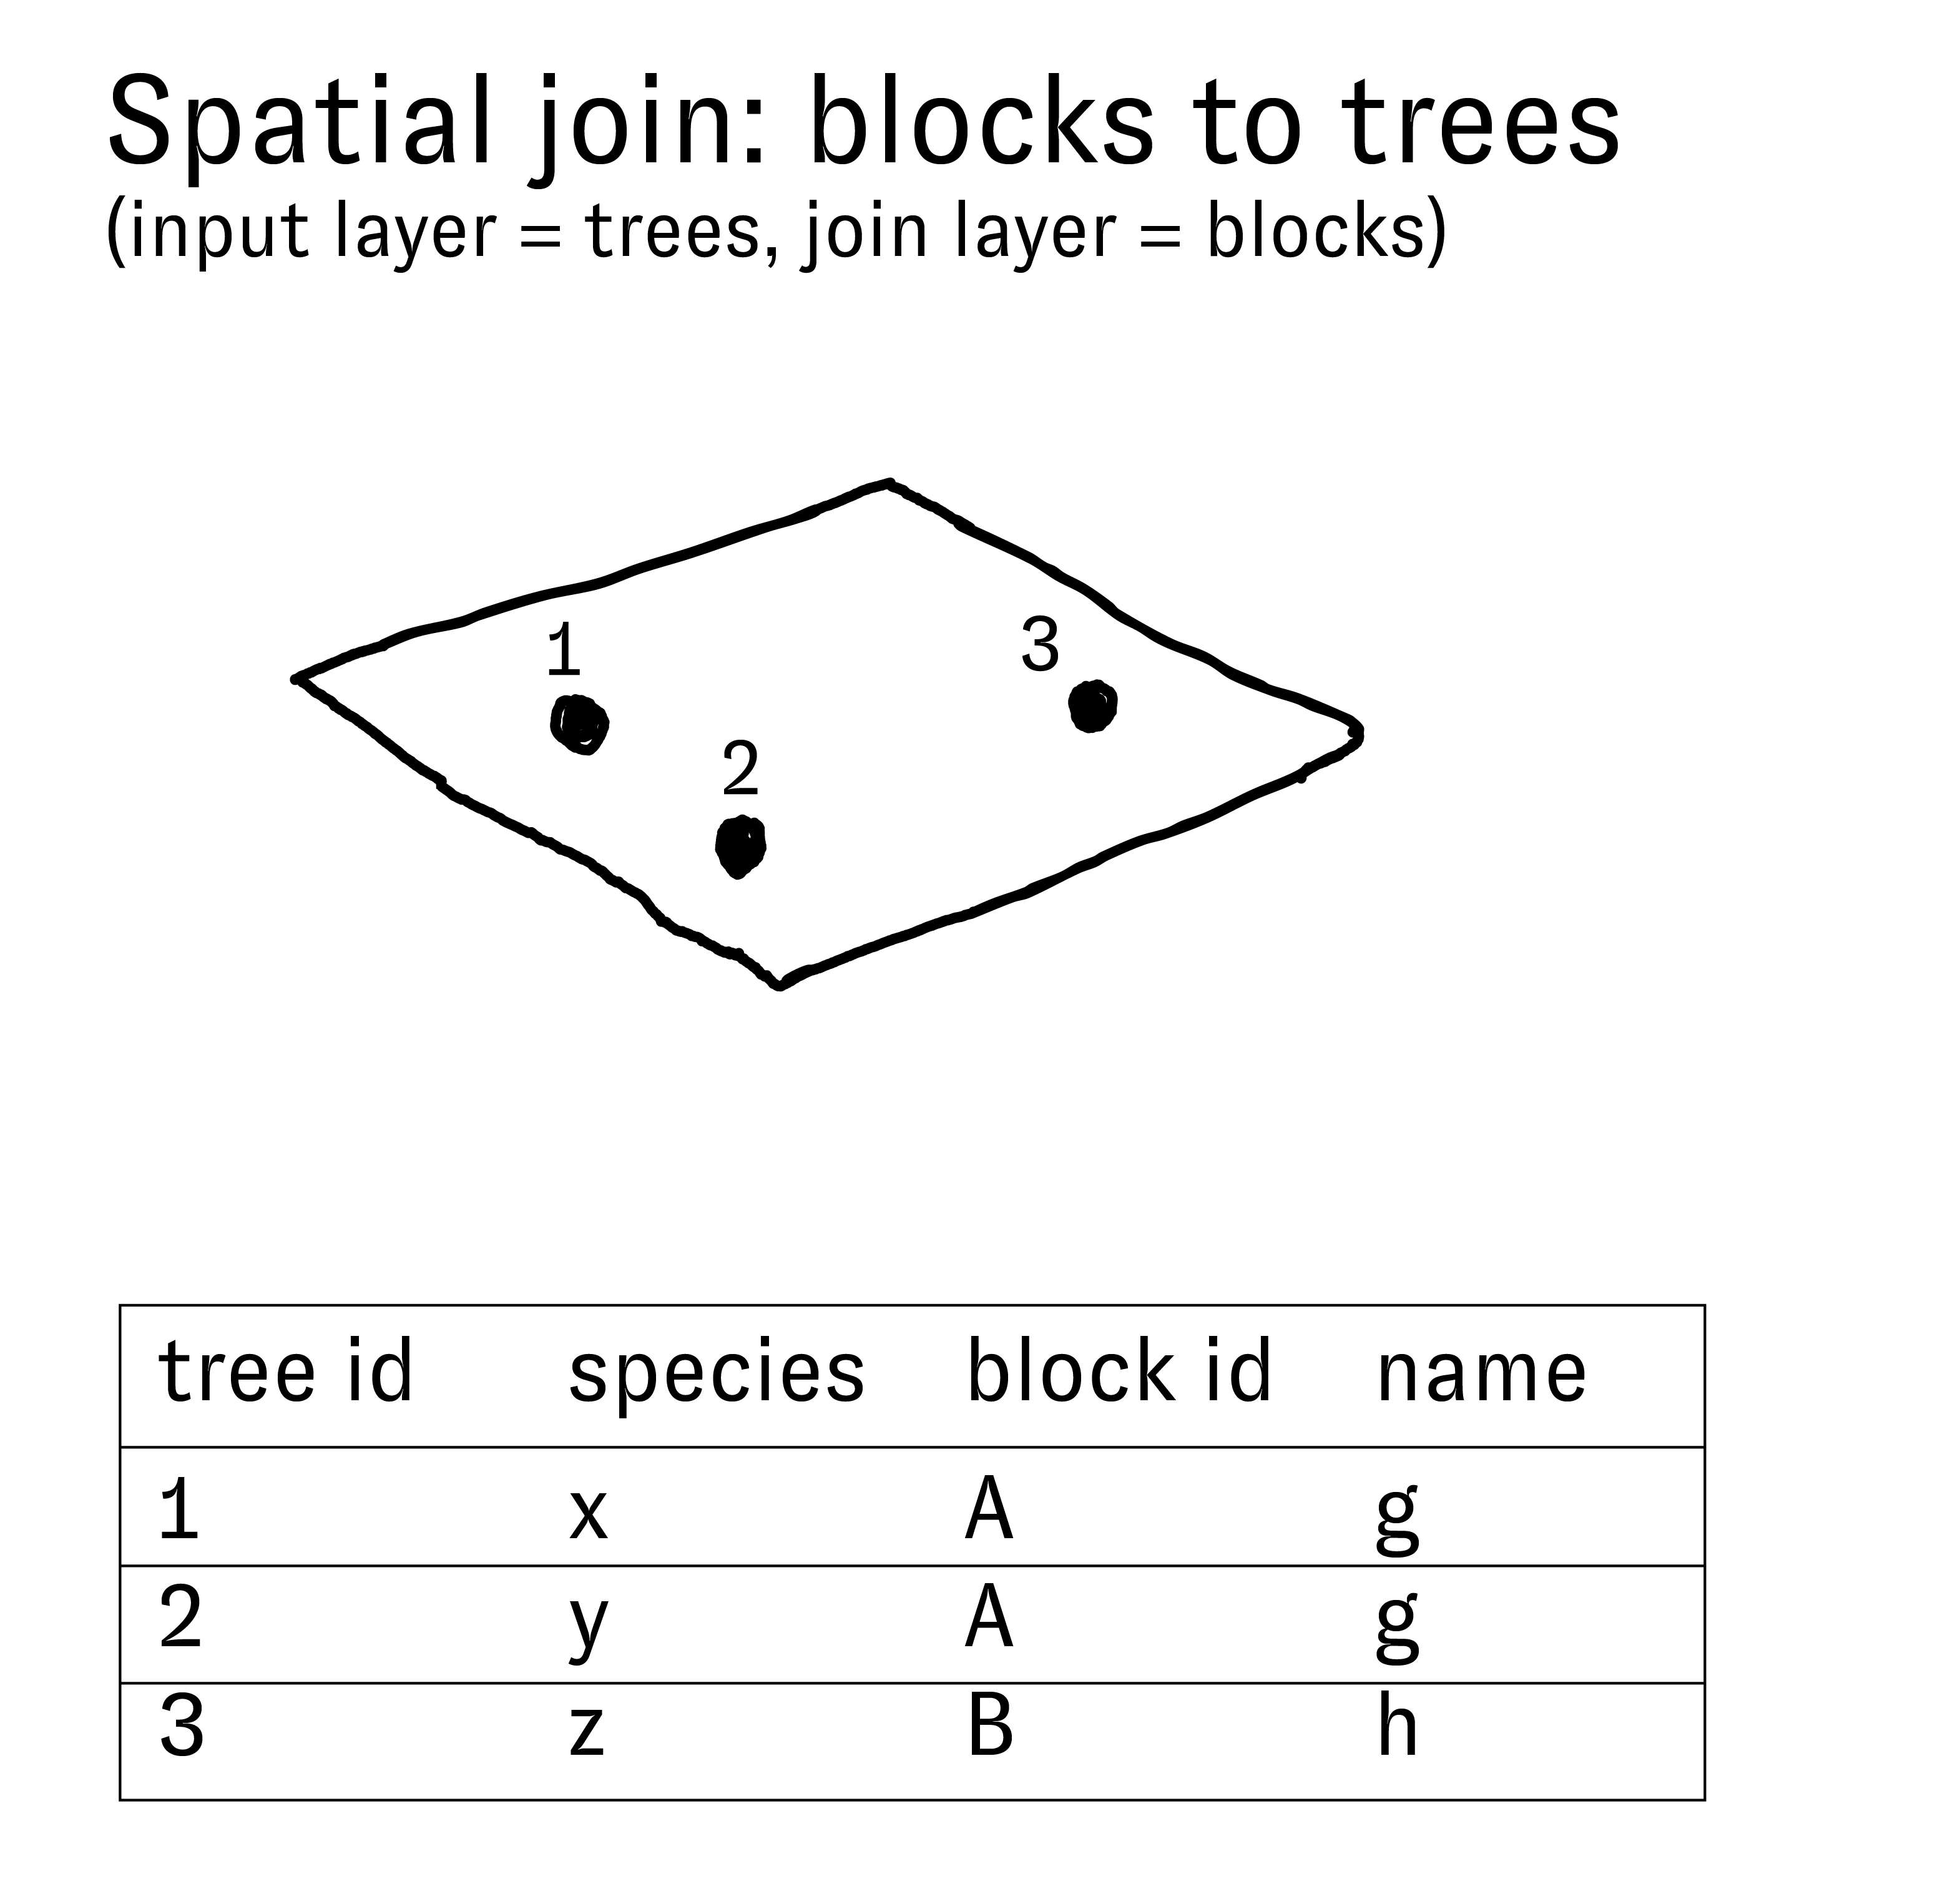 Spatial join: blocks to trees
(input layer = trees, join layer = blocks)
1
3
2
tree id species block id name
1 x A g
2 y A g
3 z B h